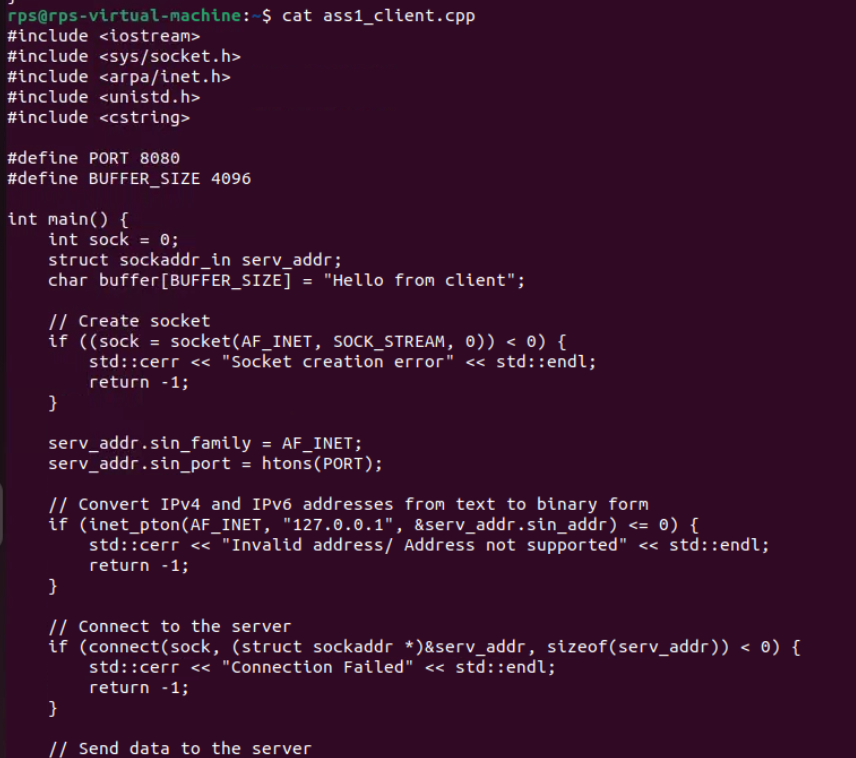 rps@rps-virtual-machine:~$ cat ass1_client.cpp
#include <iostream>
#include <sys/socket.h>
#include <arpa/inet.h>
#include <unistd.h>
#include <cstring>

#define PORT 8080
#define BUFFER_SIZE 4096

int main() {
    int sock = 0;
    struct sockaddr_in serv_addr;
    char buffer[BUFFER_SIZE] = "Hello from client";

    // Create socket
    if ((sock = socket(AF_INET, SOCK_STREAM, 0)) < 0) {
        std::cerr << "Socket creation error" << std::endl;
        return -1;
    }

    serv_addr.sin_family = AF_INET;
    serv_addr.sin_port = htons(PORT);

    // Convert IPv4 and IPv6 addresses from text to binary form
    if (inet_pton(AF_INET, "127.0.0.1", &serv_addr.sin_addr) <= 0) {
        std::cerr << "Invalid address/ Address not supported" << std::endl;
        return -1;
    }

    // Connect to the server
    if (connect(sock, (struct sockaddr *)&serv_addr, sizeof(serv_addr)) < 0) {
        std::cerr << "Connection Failed" << std::endl;
        return -1;
    }

    // Send data to the server